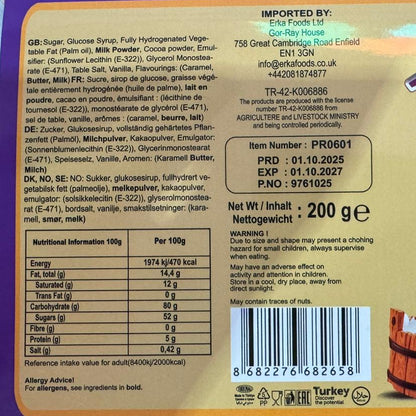 GB: Sugar, Glucose Syrup, Fully Hydrogenated Vege-
table Fat (Palm oil), Milk Powder, Cocoa Powder, Emul-
sifier: (Sunflower Lecithin (E-322)), Glycerol Monostea-
rate (E-471), Table Salt, Vanilla, Flavourings: (Caramel,
Butter, Milk) FR: Sucre, sirop de glucose, graisse végé-
tale entièrement hydrogénée (huile de palme), lait en
poudre, cacao en poudre, émulsifiant : (lécithine de
tournesol (E-322)), monostéarate de glycérol (E-471),
sel de table, vanille, arômes : (caramel, beurre, lait)
DE: Zucker, Glukosesirup, vollständig gehärtetes Pflan-
zenfett (Palmöl), Milchpulver, Kakaopulver, Emulgator:
(Sonnenblumenlecithin (E-322)), Glycerinmonostearat
(E-471), Speiseselz, Vanille, Aromen: (Karamell Butter,
Milch)
DK, NO, SE: NO: Sukker, glukosesirup, fullhydrert ve-
getabilsk fett (palmeolje), melkepulver, kakaopulver,
emulgator: (solsikkelecitin (E-322)), glyserolmonostea-
rat (E-471), bordsalt, vanilje, smakstilsetninger: (kara-
mell, smør, melk)
Nutritional Information 100g Per 100g
Energy 1974 kj/470 kcal
Fat, total (g) 14,4 g
Saturated (g) 12 g
Trans Fat (g) 0 g
Carbohydrate (g) 80 g
Sugars (g) 52 g
Fibre (g) 0 g
Protein (g) 5 g
Salt (g) 0,42 g
Reference intake value for adult(8400kj/2000kcal)
Allergy Advice!
For allergens, see ingredients in bold.
IMPORTED BY:
Erka Foods Ltd
Gor-Ray House
758 Great Cambridge Road Enfield
EN1 3GN
info@erkafoods.co.uk
+442081874877
TR-42-K006886
The products are produced with the license
number TR-42-K006886 from
AGRICULTERE and LIVESTOCK MINISTRY
and being controlled periodically.
Item Number : PR0601
PRD : 01.10.2025
EXP : 01.10.2027
P.NO : 9761025
Net Wt / Inhalt
Nettogewicht : 200 g e
WARNING !
Due to size and shape may present a chohing
hazard for small children, always supervise
when eating.
May have an adverse effect on
activity and attention in children.
Store in a cool, dry place, away from
direct sunlight.
May contain traces of nuts.
8 682276 682658
PP
EAC
Turkey
Discover
the potential